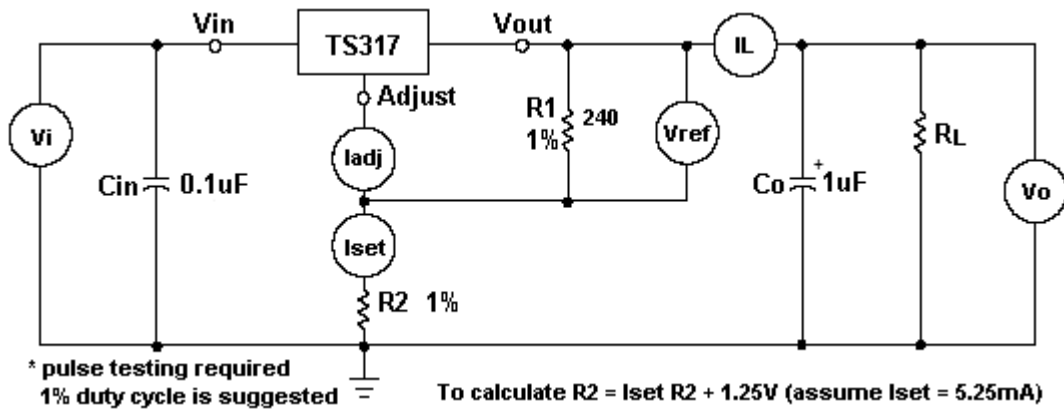 Vin
TS317
Vout
IL
Adjust
R1
1%
240
Vref
RL
Vi
Iadj
Cin
0.1uF
Co
+
1uF
Vo
Iset
R2 1%
* pulse testing required
1% duty cycle is suggested
To calculate R2 = Iset R2 + 1.25V (assume Iset = 5.25mA)